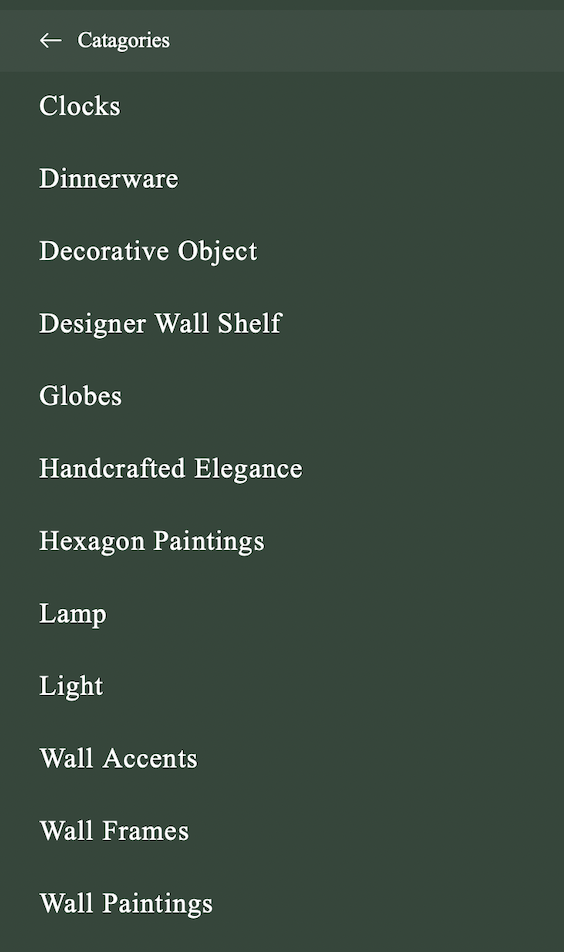 Catagories
Clocks
Dinnerware
Decorative Object
Designer Wall Shelf
Globes
Handcrafted Elegance
Hexagon Paintings
Lamp
Light
Wall Accents
Wall Frames
Wall Paintings